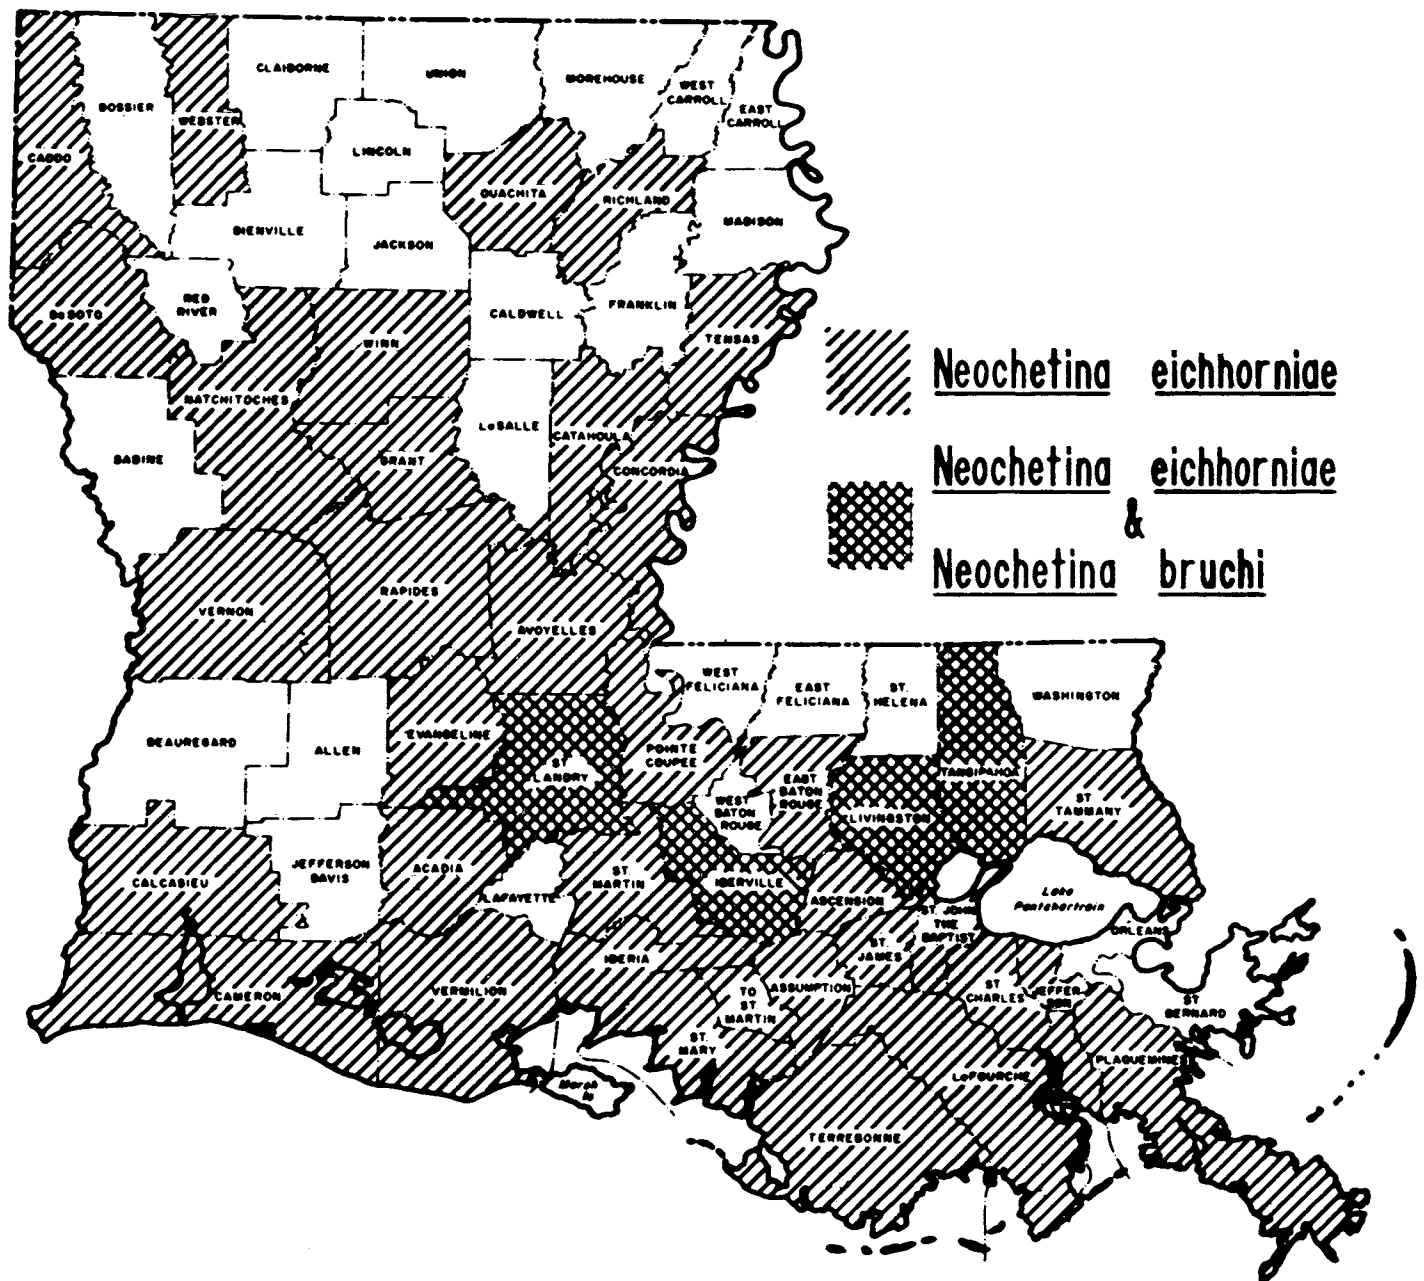 CLAIBORNE
UNION
MOREHOUSE
WEST
CARROLL
EAST
CARROLL
BOSSIER
WEBSTER
CADDO
LINCOLN
OUACHITA
RICHLAND
MADISON
BIENVILLE
JACKSON
RED
RIVER
DeSOTO
WINN
CALDWELL
FRANKLIN
TENSAS
NATCHITOCHES
SABINE
GRANT
LaSALLE
CATAHOULA
CONCORDIA
VERNON
RAPIDES
AVOYELLES
Neochetina eichhorniae
Neochetina eichhorniae
&
Neochetina bruchi
WEST
FELICIANA
EAST
FELICIANA
ST.
HELENA
WASHINGTON
BEAUREGARD
ALLEN
EVANGELINE
ST
LANDRY
POINTE
COUPEE
WEST
BATON
ROUGE
EAST
BATON
ROUGE
LIVINGSTON
TANGIPAHOA
ST
TAMMANY
CALCASIEU
JEFFERSON
DAVIS
ACADIA
LAFAYETTE
ST.
MARTIN
IBERVILLE
ASCENSION
ST. JOHN
THE
BAPTIST
Lake
Pontchartrain
ORLEANS
CAMERON
VERMILION
IBERIA
TO
ST
MARTIN
ST.
MARY
ASSUMPTION
ST.
JAMES
ST
CHARLES
JEFFER-
SON
ST
BERNARD
PLAQUEMINES
LaFOURCHE
TERREBONNE
Marsh
Is